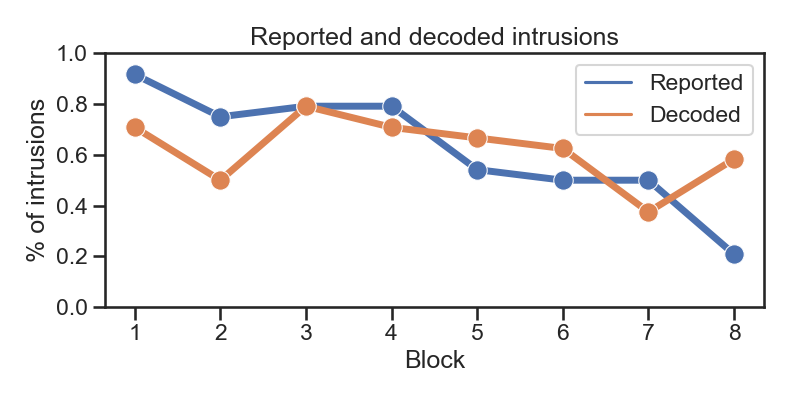 Reported and decoded intrusions
1.0
0.8
0.6
0.4
0.2
0.0
% of intrusions
Reported
Decoded
1 2 3 4 5 6 7 8
Block